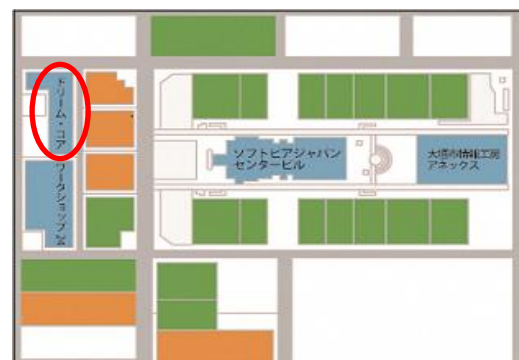 ドリーム・コア
ワークショップ24
ソフトピアジャパン
センタービル
大垣市情報工房
アネックス